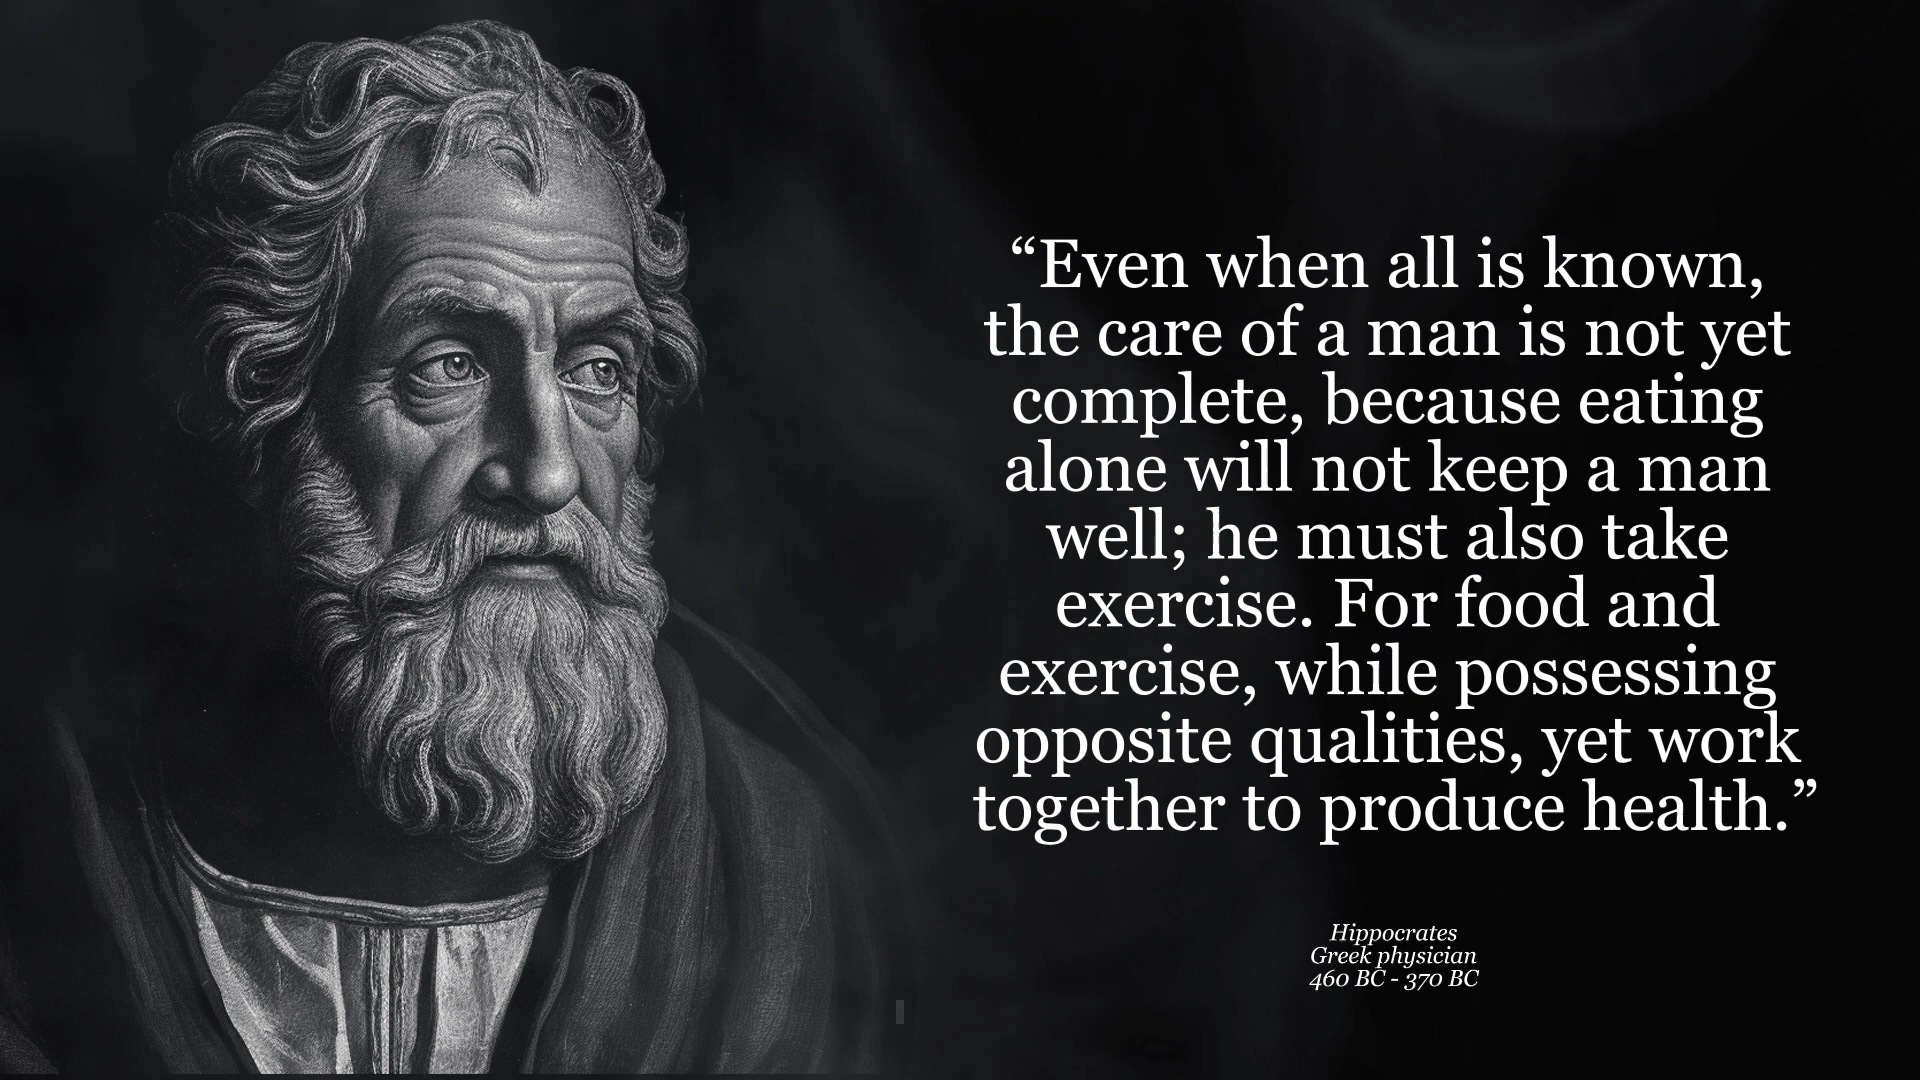 “Even when all is known,
the care of a man is not yet
complete, because eating
alone will not keep a man
well; he must also take
exercise. For food and
exercise, while possessing
opposite qualities, yet work
together to produce health.”
Hippocrates
Greek physician
460 BC - 370 BC